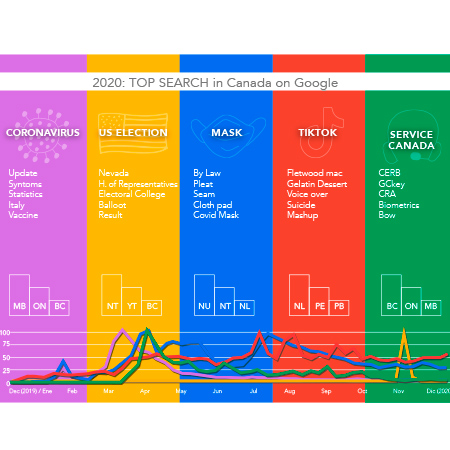 2020: TOP SEARCH in Canada on Google
CORONAVIRUS
US ELECTION
MASK
TIKTOK
SERVICE
CANADA
Update
Syntoms
Statistics
Italy
Vaccine
Nevada
H. of Representatives
Electoral College
Balloot
Result
By Law
Pleat
Seam
Cloth pad
Covid Mask
Fletwood mac
Gelatin Dessert
Voice over
Suicide
Mashup
CERB
GCkey
CRA
Biometrics
Bow
MB ON BC
NT YT BC
NU NT NL
NL PE PB
BC ON MB
100
75
50
25
0
Dec (2019) / Ene Feb Mar Apr May Jun Jul Aug Sep Oct Nov Dic (2020